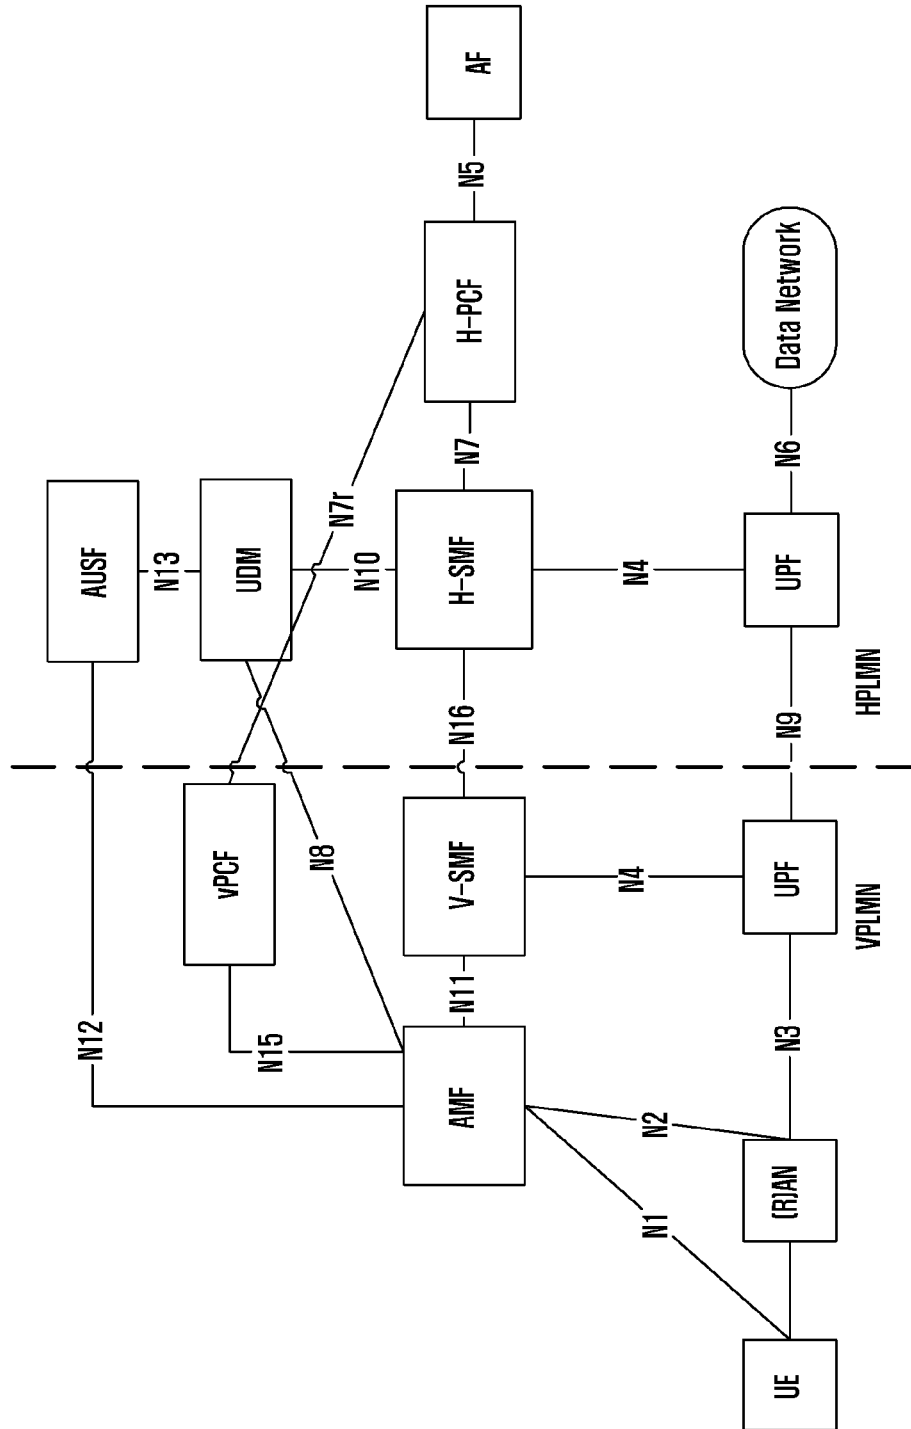 N12
AUSF
N13
vPCF
UDM
N15
N8
N7r
N10
AMF
N11
V-SMF
N16
H-SMF
N7
H-PCF
N5
AF
N1
N2
N4
N4
UE
(R)AN
N3
UPF
N9
UPF
N6
Data Network
VPLMN
HPLMN